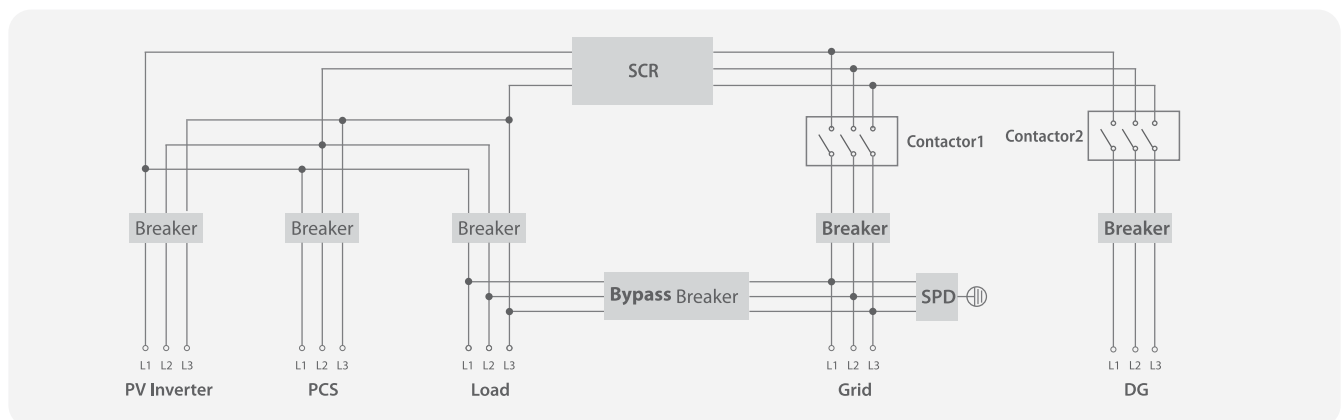 SCR
Contactor1
Contactor2
Breaker
Breaker
Breaker
Breaker
Breaker
Bypass Breaker
SPD
L1 L2 L3
L1 L2 L3
L1 L2 L3
L1 L2 L3
L1 L2 L3
PV Inverter
PCS
Load
Grid
DG